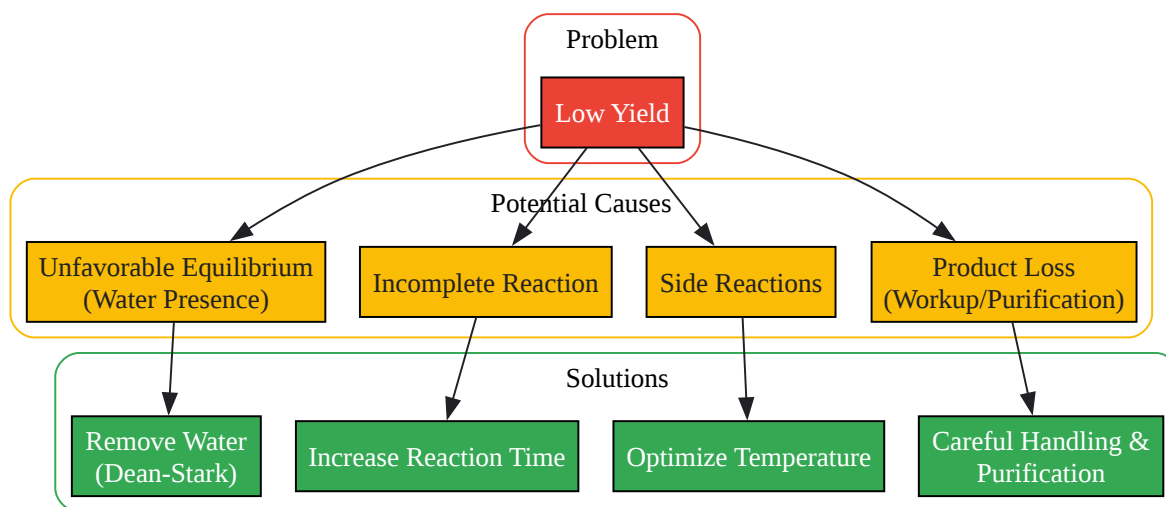 Problem
Low Yield
Potential Causes
Unfavorable Equilibrium
(Water Presence)
Incomplete Reaction
Side Reactions
Product Loss
(Workup/Purification)
Solutions
Remove Water
(Dean-Stark)
Increase Reaction Time
Optimize Temperature
Careful Handling &
Purification